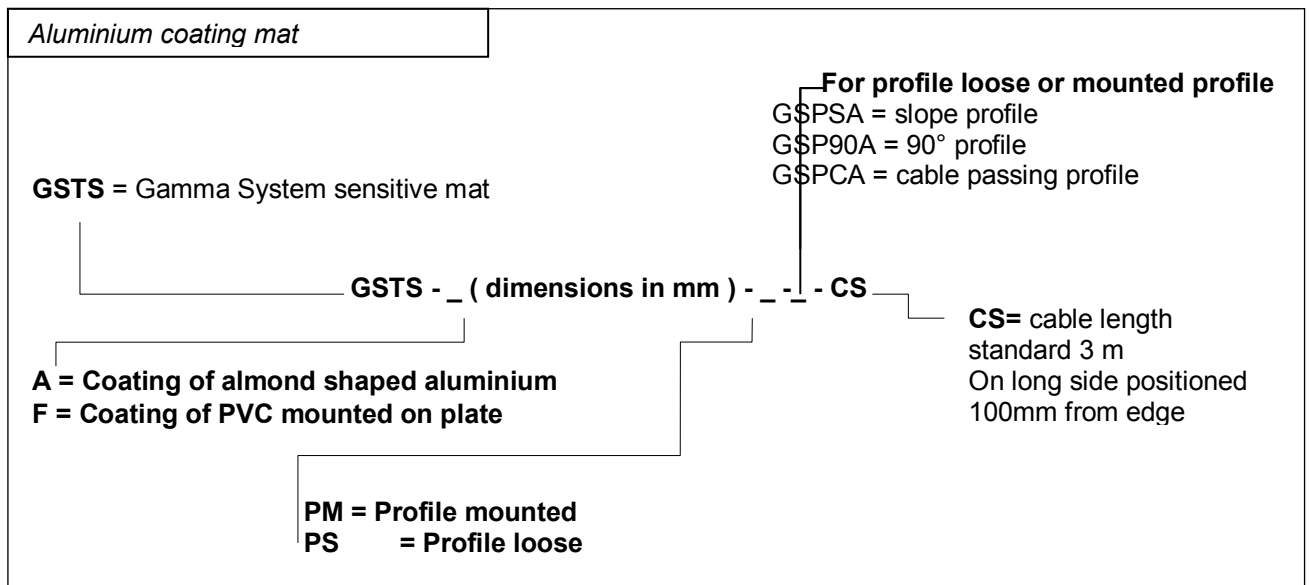 Aluminium coating mat
For profile loose or mounted profile
GSPSA = slope profile
GSP90A = 90° profile
GSPCA = cable passing profile
GSTS = Gamma System sensitive mat
GSTS - _ ( dimensions in mm ) - _ -_ - CS
CS= cable length
standard 3 m
On long side positioned
100mm from edge
A = Coating of almond shaped aluminium
F = Coating of PVC mounted on plate
PM = Profile mounted
PS = Profile loose